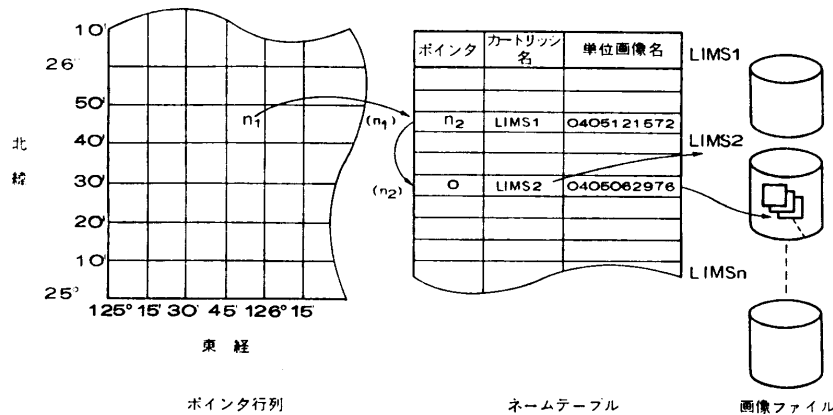 10'
26°
50'
40'
30'
20'
10'
25°
北緯
125° 15' 30' 45' 126° 15'
東経
n1
ポインタ行列
ポインタ カートリッジ名 単位画像名
(n1) n2 LIMS1 0405121572
(n2) 0 LIMS2 0405062976
ネームテーブル
LIMS1
LIMS2
LIMSn
画像ファイル